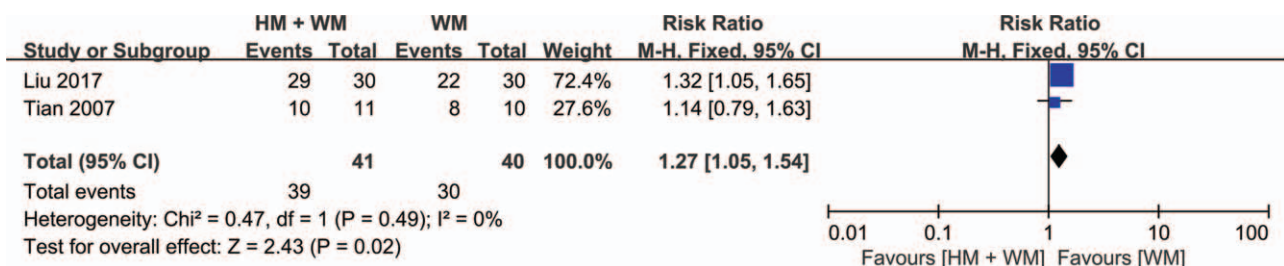 HM + WM WM Risk Ratio Risk Ratio
Study or Subgroup Events Total Events Total Weight M-H, Fixed, 95% CI M-H, Fixed, 95% CI
Liu 2017 29 30 22 30 72.4% 1.32 [1.05, 1.65]
Tian 2007 10 11 8 10 27.6% 1.14 [0.79, 1.63]
Total (95% CI) 41 40 100.0% 1.27 [1.05, 1.54]
Total events 39 30
Heterogeneity: Chi² = 0.47, df = 1 (P = 0.49); I² = 0%
Test for overall effect: Z = 2.43 (P = 0.02)
0.01 0.1 1 10 100
Favours [HM + WM] Favours [WM]